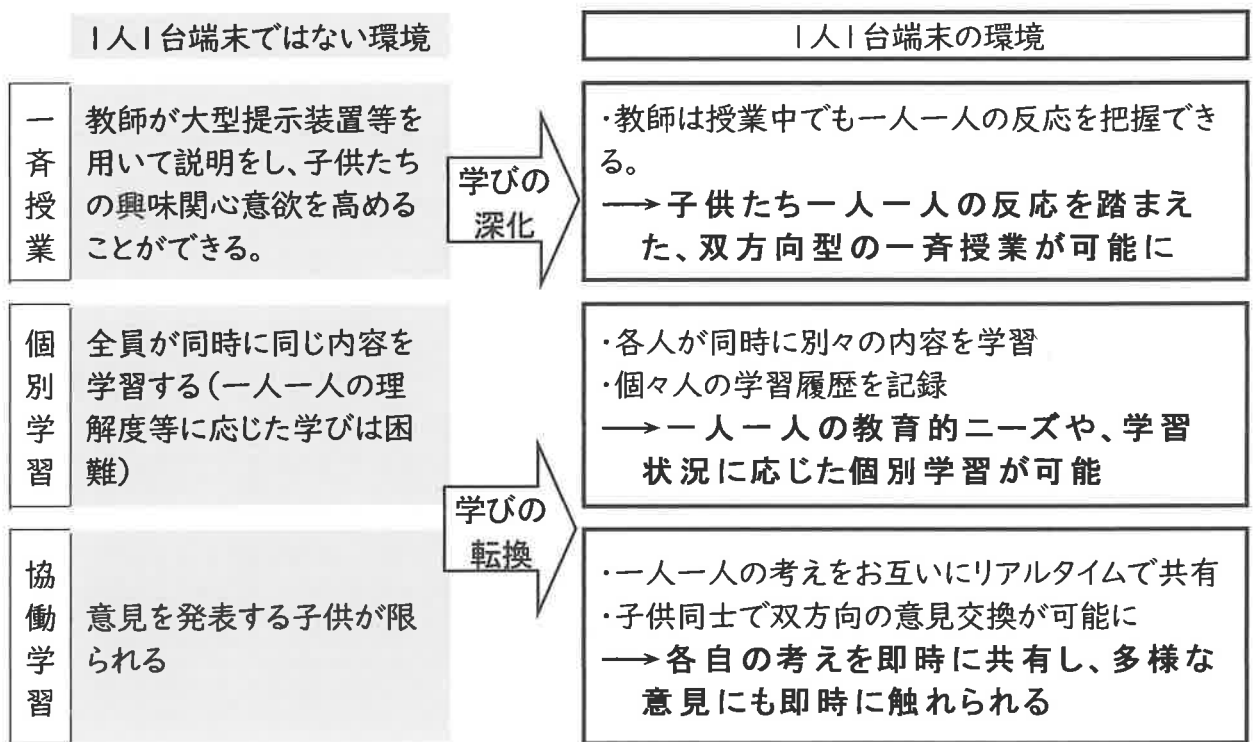 1人1台端末ではない環境
1人1台端末の環境
一斉授業
教師が大型提示装置等を
用いて説明をし、子供たち
の興味関心意欲を高める
ことができる。
学びの
深化
・教師は授業中でも一人一人の反応を把握でき
る。
→子供たち一人一人の反応を踏まえ
た、双方向型の一斉授業が可能に
個別学習
全員が同時に同じ内容を
学習する(一人一人の理
解度等に応じた学びは困
難)
・各人が同時に別々の内容を学習
・個々人の学習履歴を記録
→一人一人の教育的ニーズや、学習
状況に応じた個別学習が可能
学びの
転換
協働学習
意見を発表する子供が限
られる
・一人一人の考えをお互いにリアルタイムで共有
・子供同士で双方向の意見交換が可能に
→各自の考えを即時に共有し、多様な
意見にも即時に触れられる